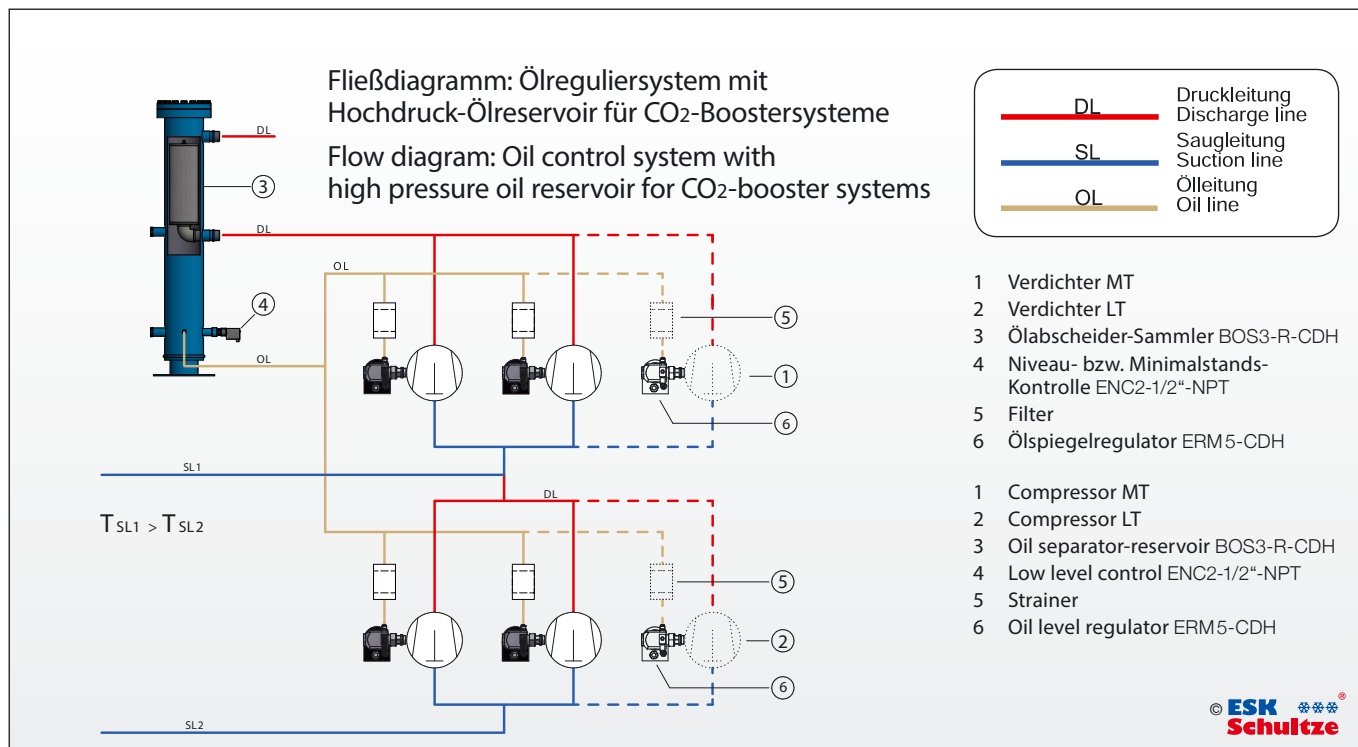 Fließdiagramm: Ölreguliersystem mit
Hochdruck-Ölreservoir für CO2-Boostersysteme
Flow diagram: Oil control system with
high pressure oil reservoir for CO2-booster systems
DL
Druckleitung
Discharge line
SL
Saugleitung
Suction line
OL
Ölleitung
Oil line
DL
3
DL
OL
4
OL
5
1
6
SL1
DL
T SL1 > T SL2
5
2
6
SL2
1 Verdichter MT
2 Verdichter LT
3 Ölabscheider-Sammler BOS3-R-CDH
4 Niveau- bzw. Minimalstands-
Kontrolle ENC2-1/2“-NPT
5 Filter
6 Ölspiegelregulator ERM5-CDH
1 Compressor MT
2 Compressor LT
3 Oil separator-reservoir BOS3-R-CDH
4 Low level control ENC2-1/2“-NPT
5 Strainer
6 Oil level regulator ERM5-CDH
© ESK ®
Schultze